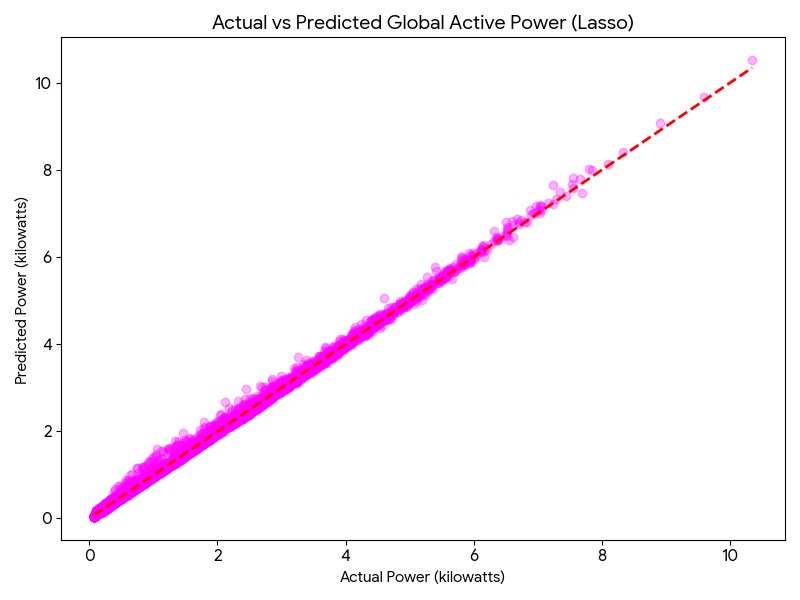 Actual vs Predicted Global Active Power (Lasso)
Predicted Power (kilowatts)
10
8
6
4
2
0
0 2 4 6 8 10
Actual Power (kilowatts)